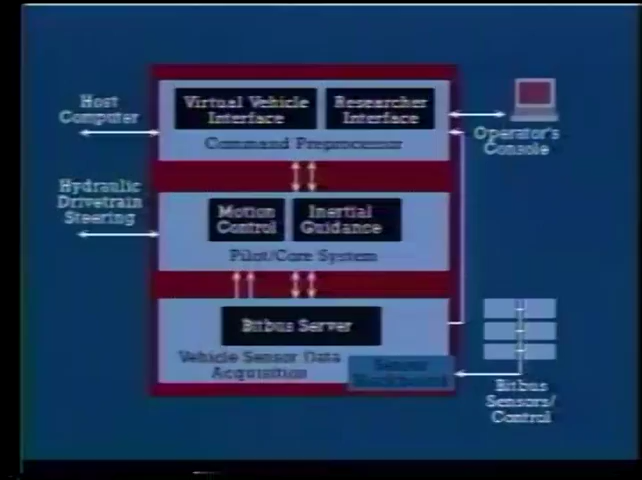 Host
Computer
Virtual Vehicle
Interface
Researcher
Interface
Command Preprocessor
Operator's
Console
Hydraulic
Drivetrain
Steering
Motion
Control
Inertial
Guidance
Pilot/Core System
Bitbus Server
Vehicle Sensor Data
Acquisition
Sensor
Bitbus
Sensors/
Control